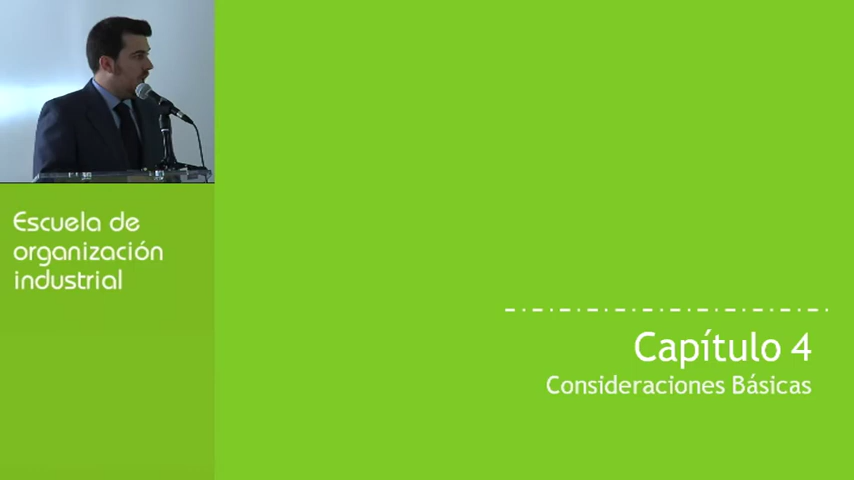 Escuela de
organización
industrial
Capítulo 4
Consideraciones Básicas